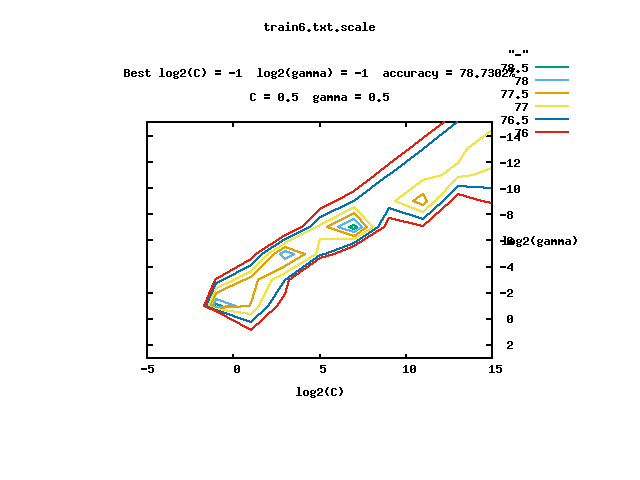 train6.txt.scale
"-"
Best log2(C) = -1  log2(gamma) = -1  accuracy = 78.7302%
78.5
78
C = 0.5  gamma = 0.5
77.5
77
76.5
76
-14
-12
-10
-8
-6
log2(gamma)
-4
-2
0
2
-5 0 5 10 15
log2(C)